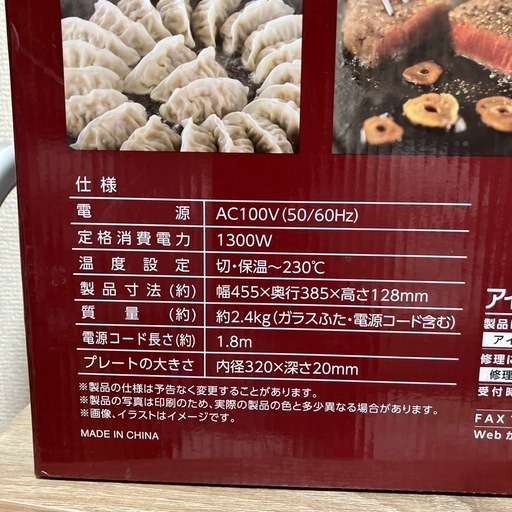 仕様
電源 AC100V(50/60Hz)
定格消費電力 1300W
温度設定 切・保温～230℃
製品寸法(約) 幅455×奥行385×高さ128mm
質量(約) 約2.4kg(ガラスふた・電源コード含む)
電源コード長さ(約) 1.8m
プレートの大きさ 内径320×深さ20mm
※製品の仕様は予告なく変更することがあります。
※製品の写真は印刷のため、実際の製品の色と多少異なる場合があります。
※画像、イラストはイメージです。
MADE IN CHINA
アイ
製品に
アイ
修理に
修理
受付時
FAX
Web か